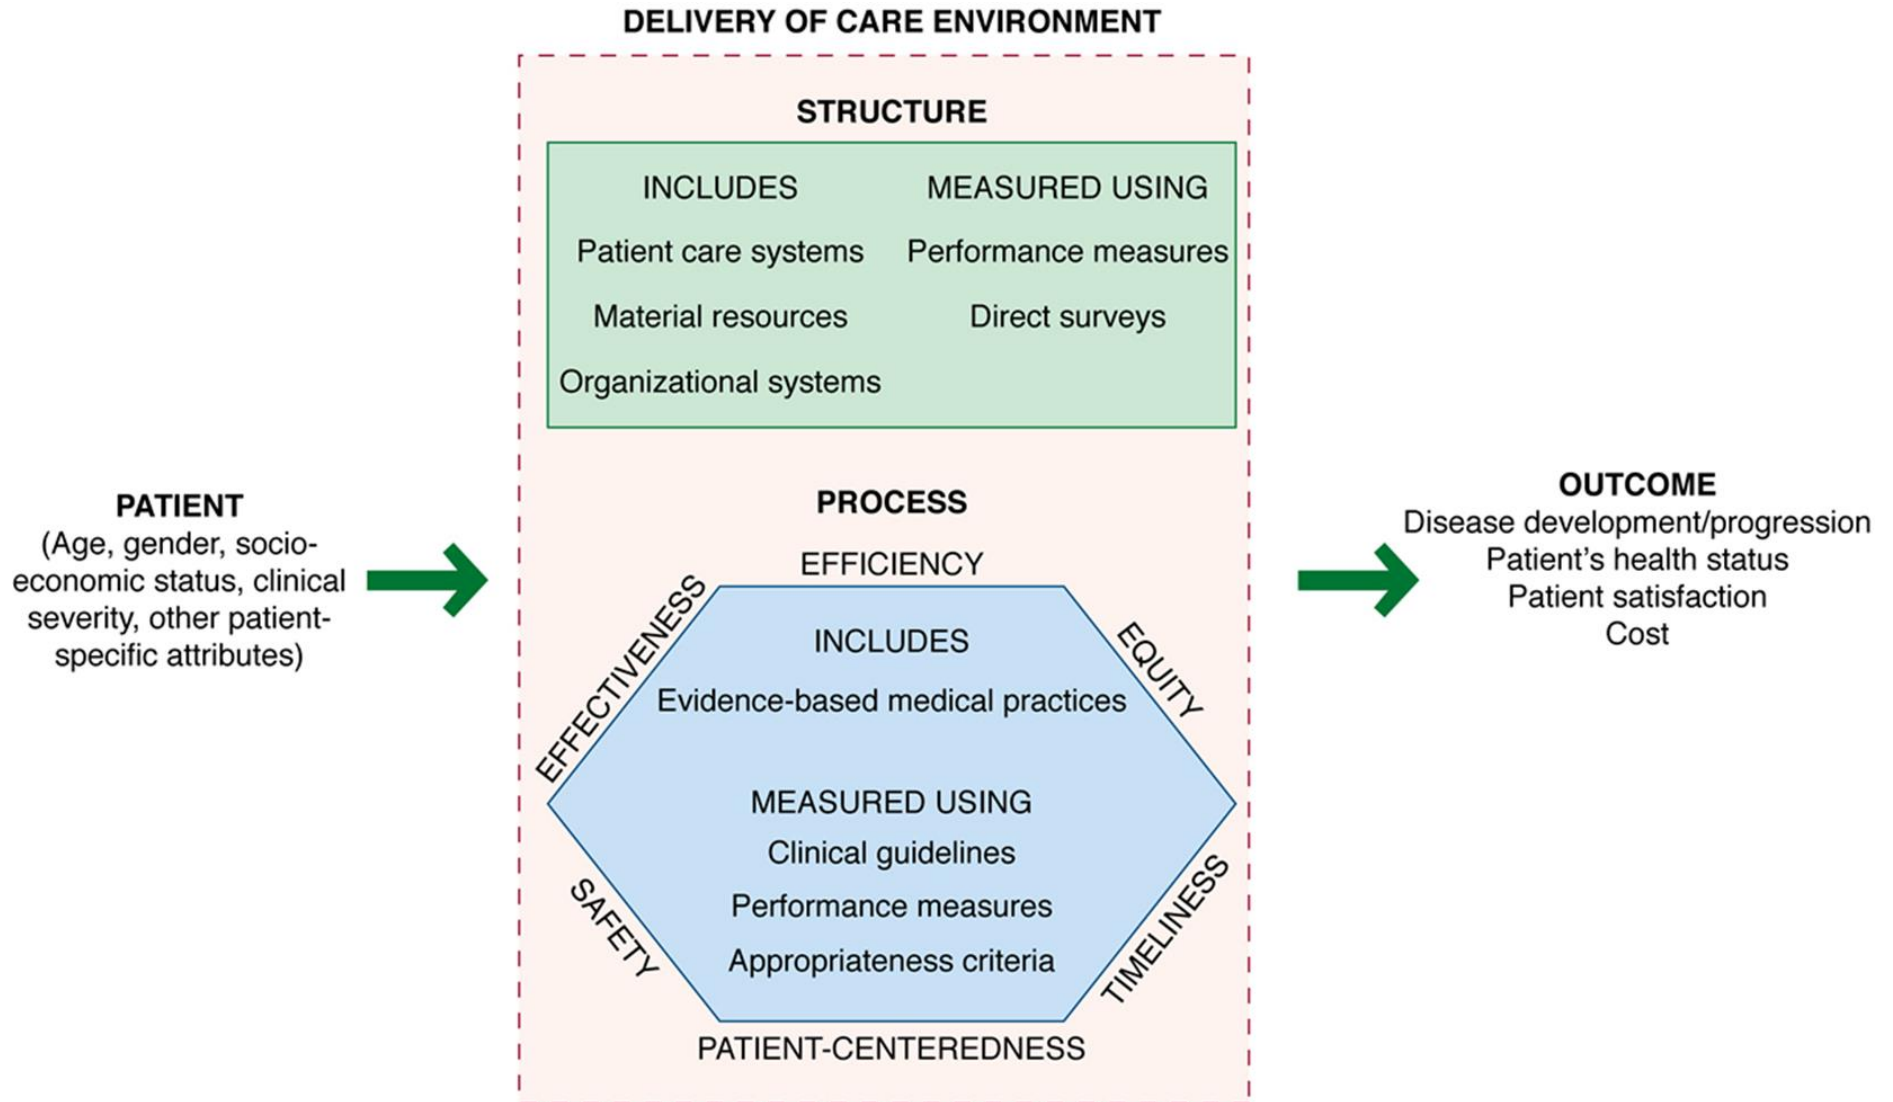 DELIVERY OF CARE ENVIRONMENT
STRUCTURE
INCLUDES
Patient care systems
Material resources
Organizational systems
MEASURED USING
Performance measures
Direct surveys
PATIENT
(Age, gender, socio-
economic status, clinical
severity, other patient-
specific attributes)
PROCESS
EFFICIENCY
EFFECTIVENESS
EQUITY
INCLUDES
Evidence-based medical practices
MEASURED USING
Clinical guidelines
Performance measures
Appropriateness criteria
SAFETY
TIMELINESS
PATIENT-CENTEREDNESS
OUTCOME
Disease development/progression
Patient’s health status
Patient satisfaction
Cost